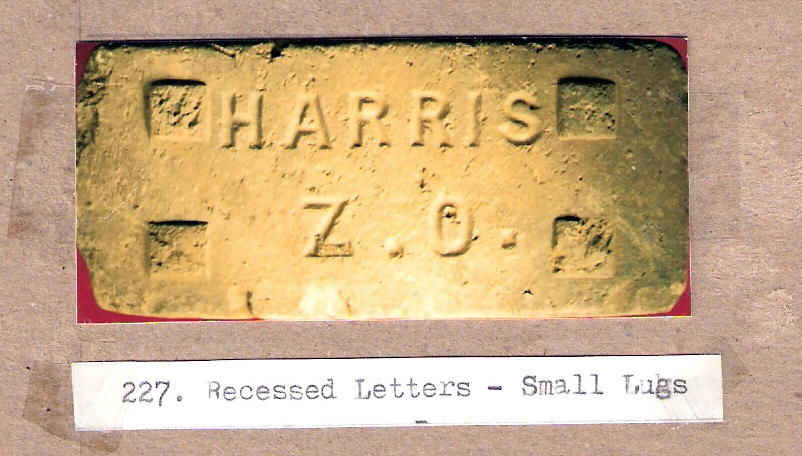 HARRIS
Z.O.
227. Recessed Letters - Small Lugs